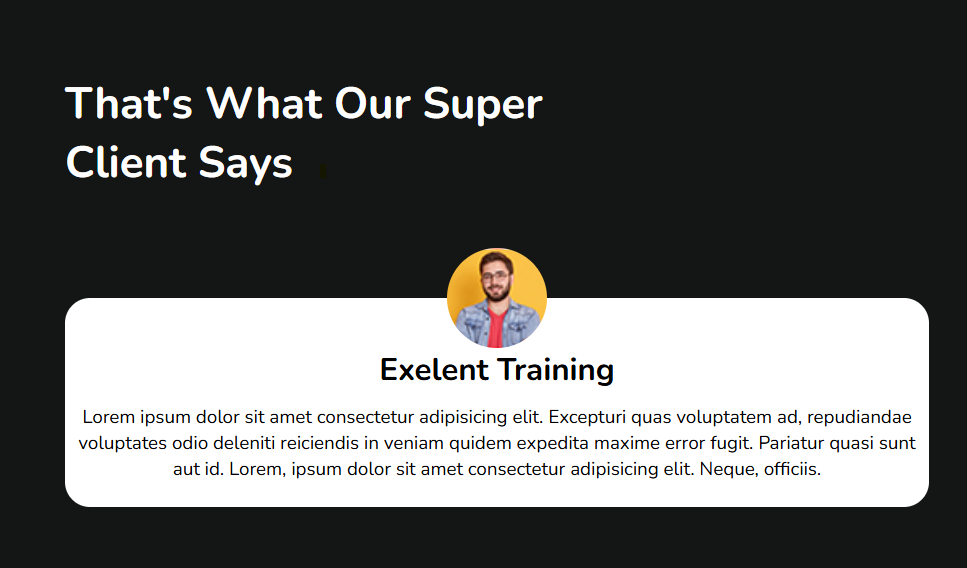 That's What Our Super
Client Says
Exelent Training
Lorem ipsum dolor sit amet consectetur adipisicing elit. Excepturi quas voluptatem ad, repudiandae
voluptates odio deleniti reiciendis in veniam quidem expedita maxime error fugit. Pariatur quasi sunt
aut id. Lorem, ipsum dolor sit amet consectetur adipisicing elit. Neque, officiis.